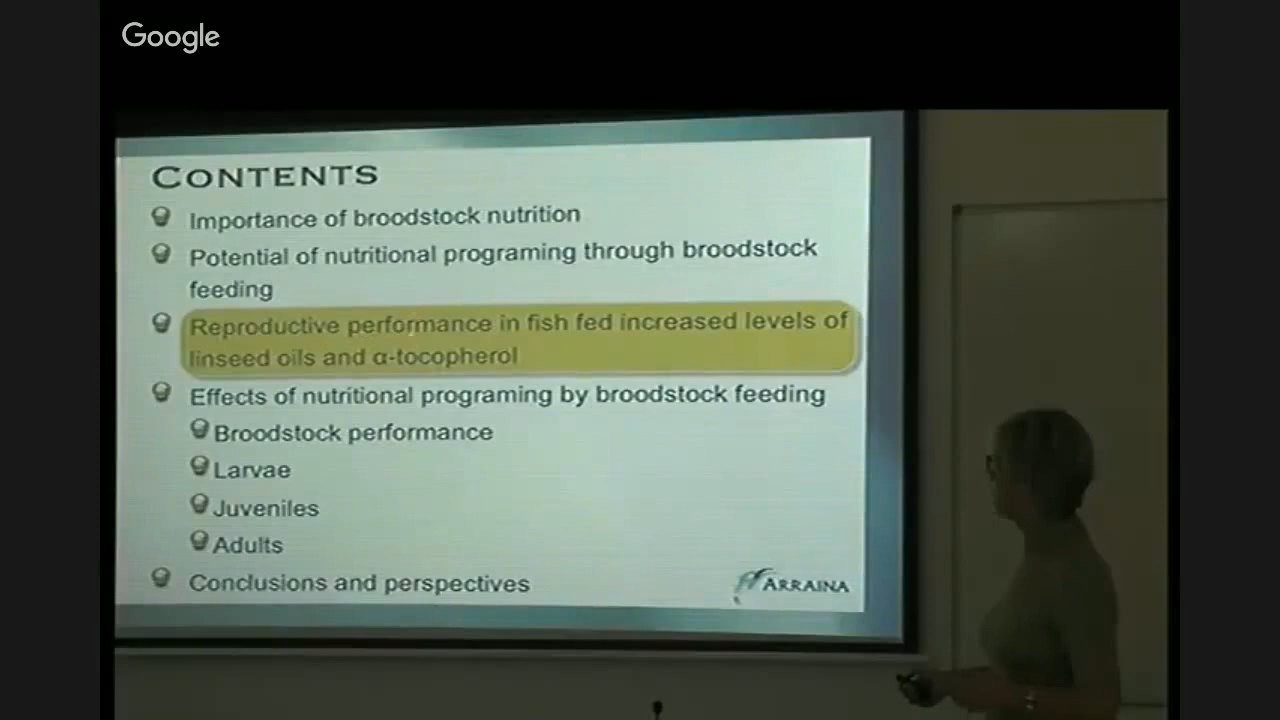 Google
CONTENTS
Importance of broodstock nutrition
Potential of nutritional programing through broodstock
feeding
Reproductive performance in fish fed increased levels of
linseed oils and α-tocopherol
Effects of nutritional programing by broodstock feeding
Broodstock performance
Larvae
Juveniles
Adults
Conclusions and perspectives
ARRAINA